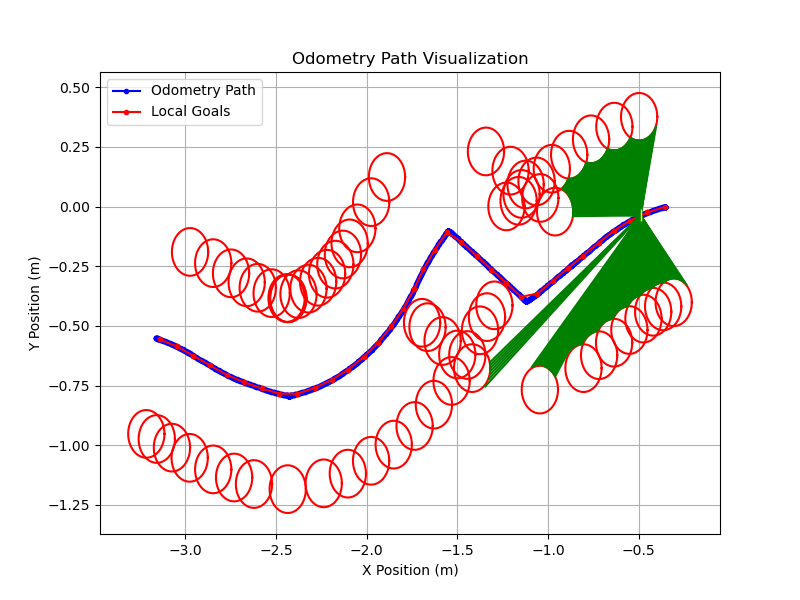 Odometry Path Visualization
Odometry Path
Local Goals
Y Position (m)
0.50
0.25
0.00
−0.25
−0.50
−0.75
−1.00
−1.25
−3.0 −2.5 −2.0 −1.5 −1.0 −0.5
X Position (m)